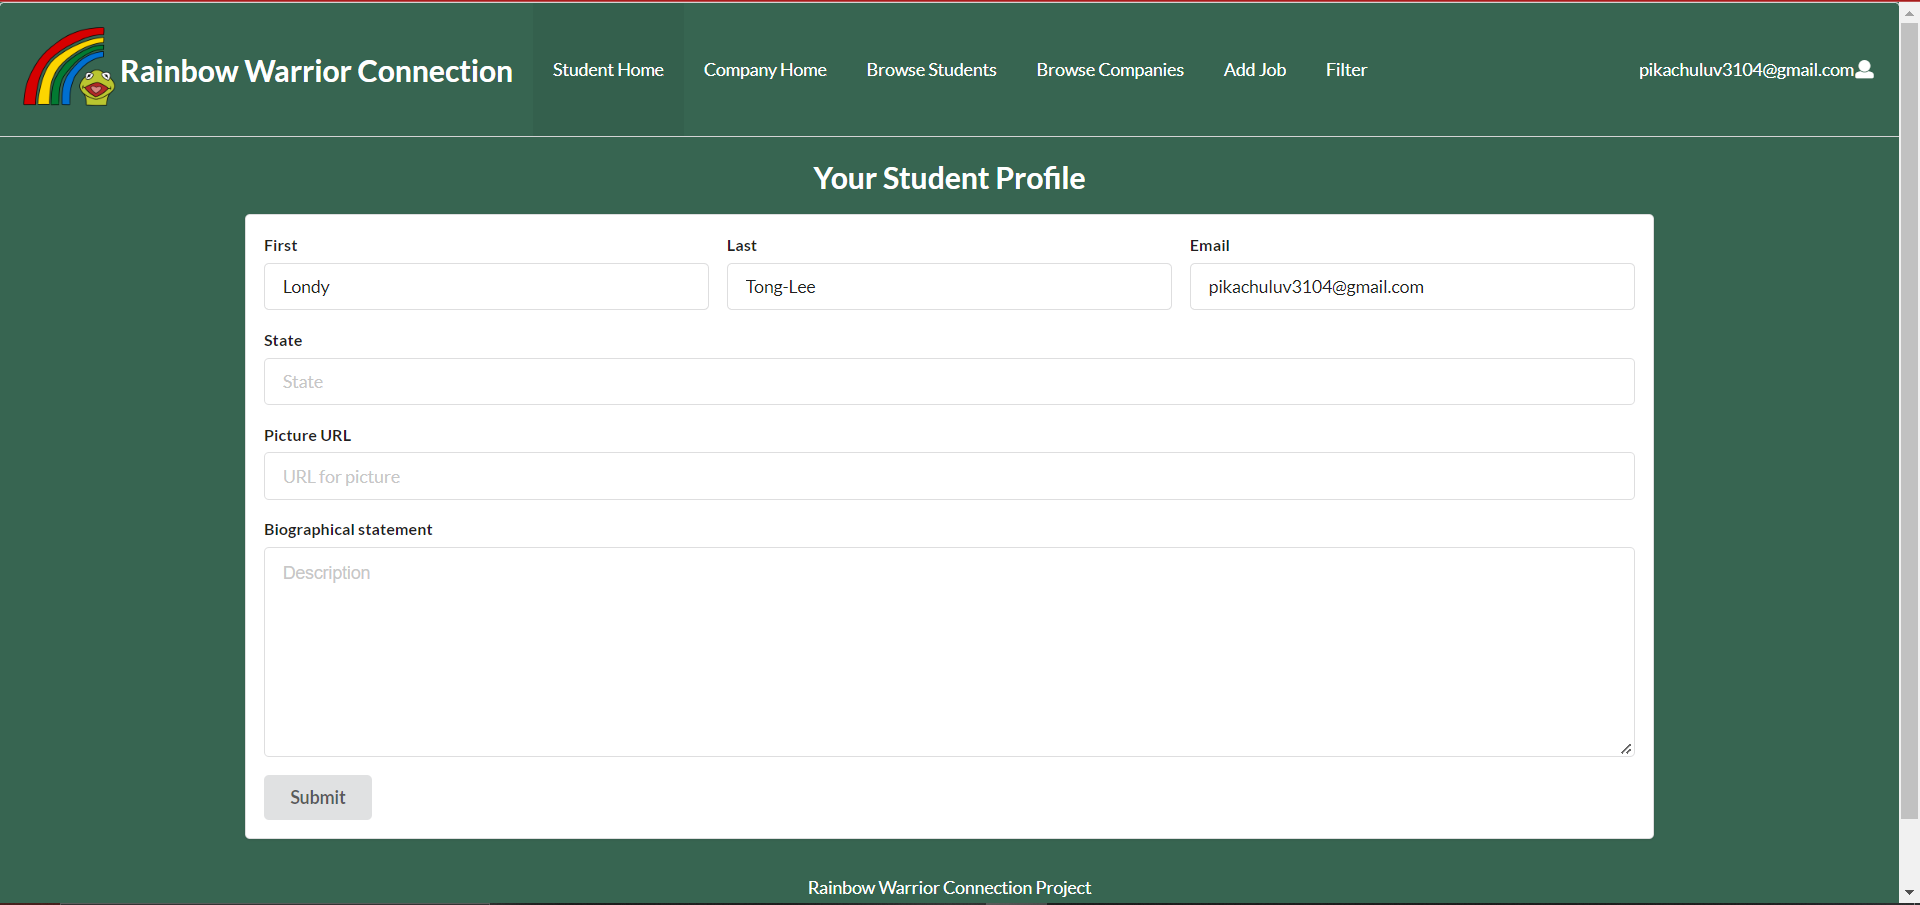 Rainbow Warrior Connection Student Home Company Home Browse Students Browse Companies Add Job Filter pikachuluv3104@gmail.com
Your Student Profile
First Last Email
Londy Tong-Lee pikachuluv3104@gmail.com
State
State
Picture URL
URL for picture
Biographical statement
Description
Submit
Rainbow Warrior Connection Project